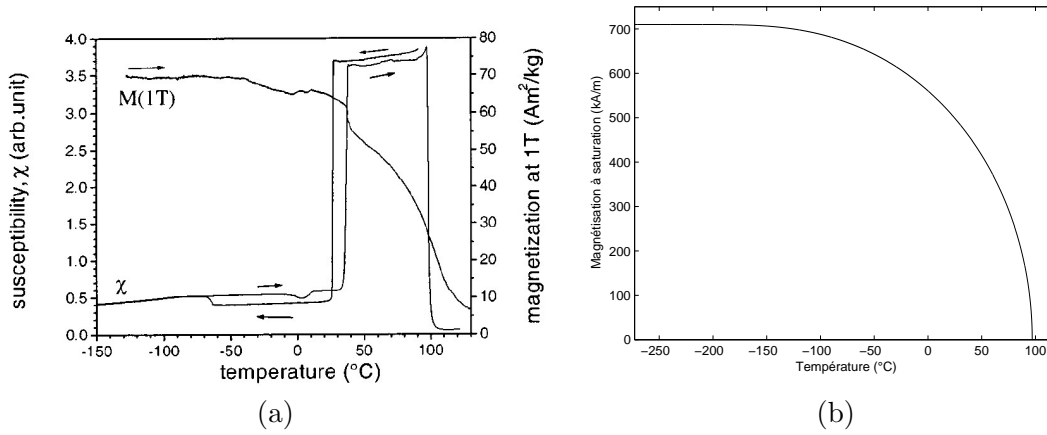 susceptibility, χ (arb.unit)
4.0
3.5
3.0
2.5
2.0
1.5
1.0
0.5
0.0
M(1T)
χ
80
70
60
50
40
30
20
10
0
magnetization at 1T (Am²/kg)
-150 -100 -50 0 50 100
temperature (°C)
(a)
Magnétisation à saturation (kA/m)
700
600
500
400
300
200
100
0
−250 −200 −150 −100 −50 0 50 100
Température (°C)
(b)